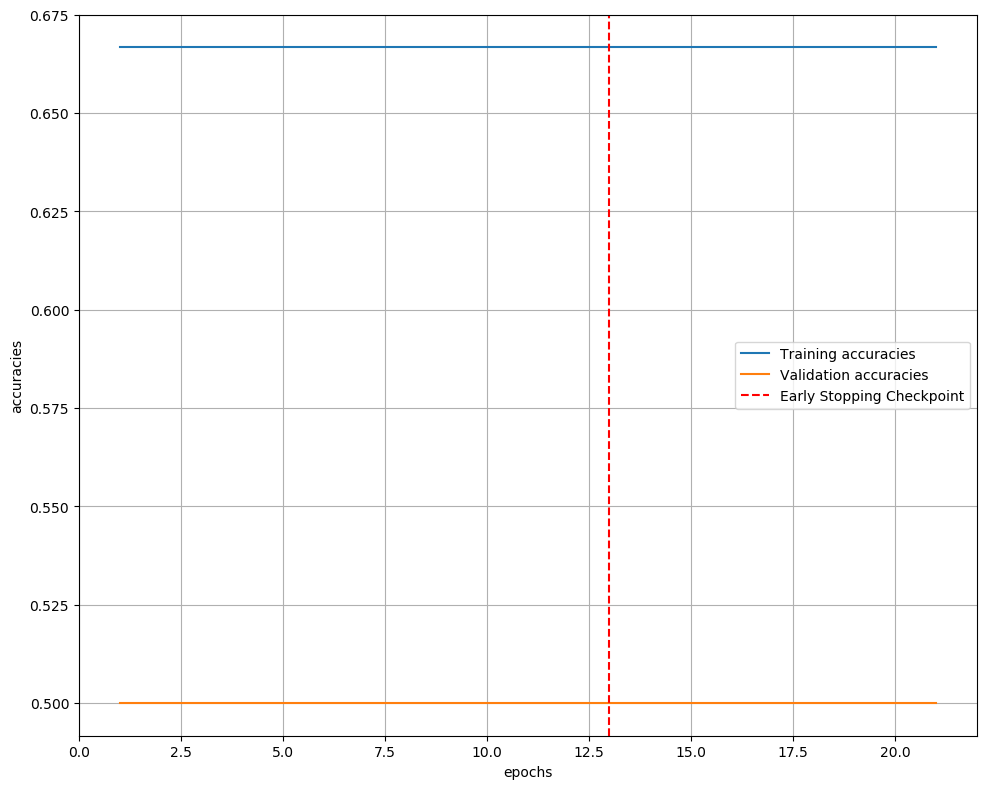 0.675
0.650
0.625
0.600
0.575
0.550
0.525
0.500
accuracies
Training accuracies
Validation accuracies
Early Stopping Checkpoint
0.0 2.5 5.0 7.5 10.0 12.5 15.0 17.5 20.0
epochs